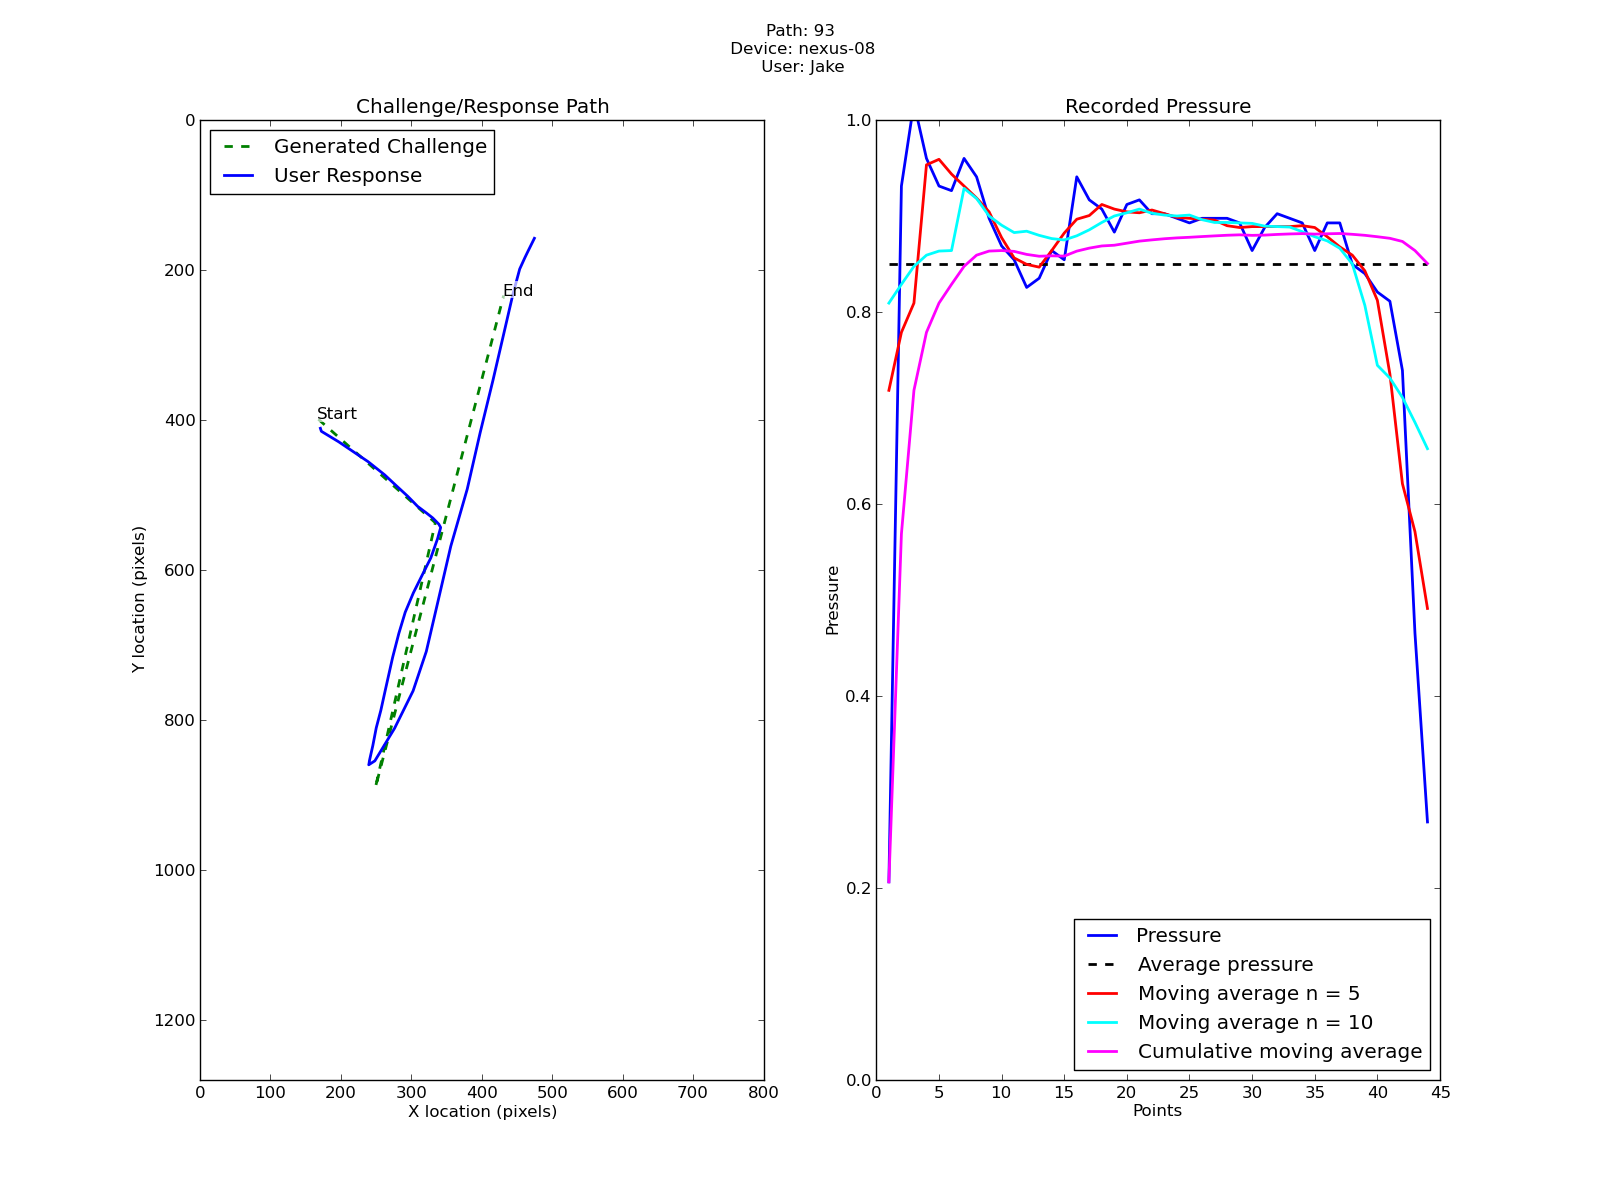 Path: 93
Device: nexus-08
User: Jake
Challenge/Response Path
Generated Challenge
User Response
Start
End
0
200
400
600
800
1000
1200
Y location (pixels)
0 100 200 300 400 500 600 700 800
X location (pixels)
Recorded Pressure
1.0
0.8
0.6
0.4
0.2
0.0
Pressure
Pressure
Average pressure
Moving average n = 5
Moving average n = 10
Cumulative moving average
0 5 10 15 20 25 30 35 40 45
Points